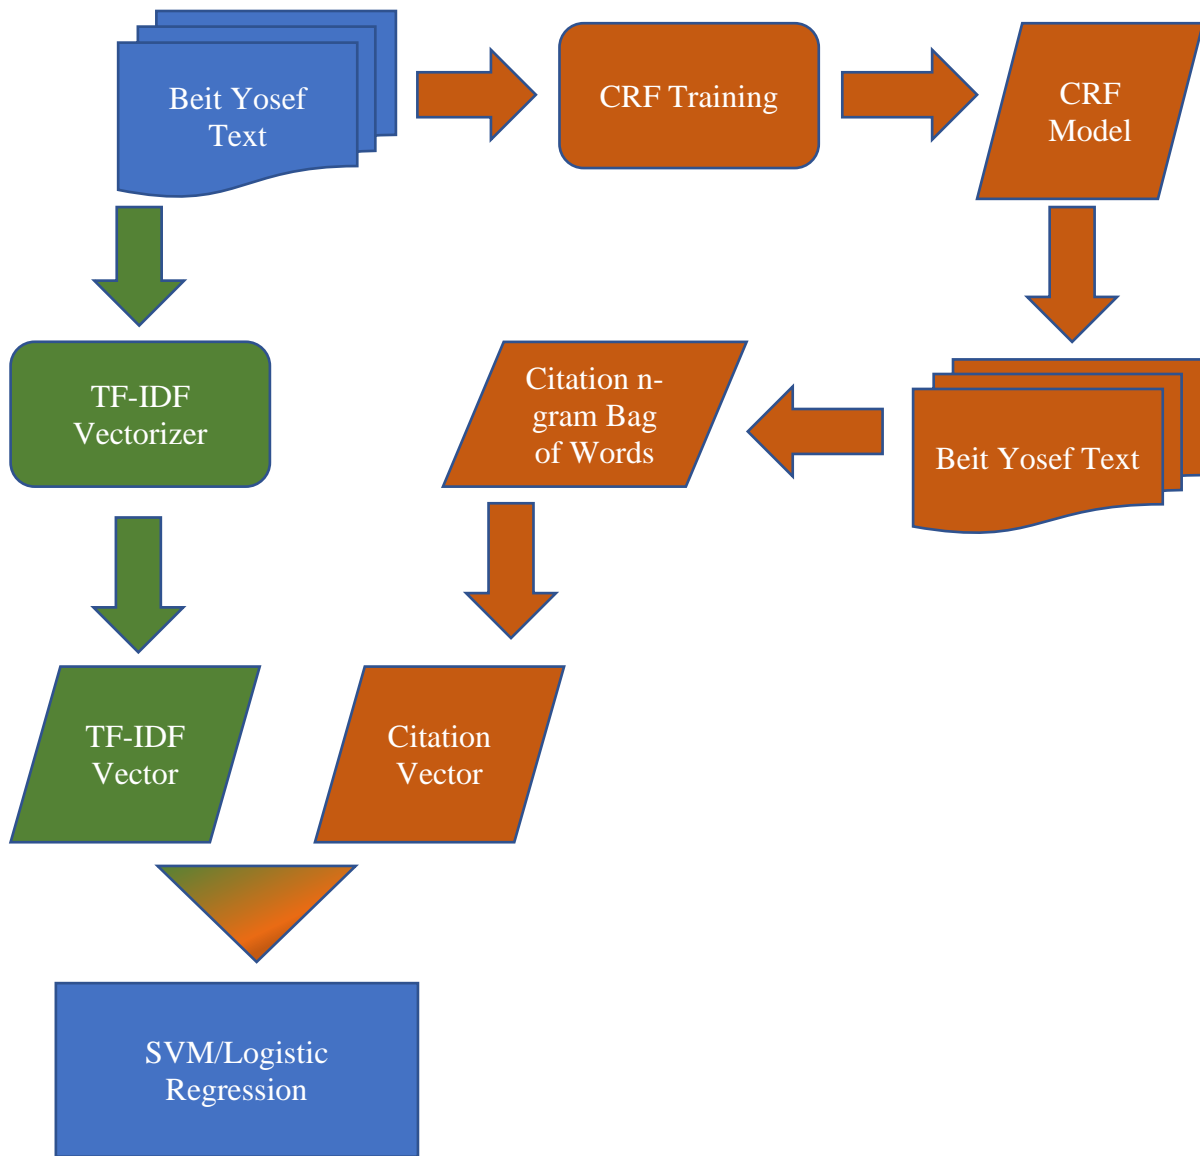 Beit Yosef
Text
CRF Training
CRF
Model
TF-IDF
Vectorizer
Citation n-
gram Bag
of Words
Beit Yosef Text
TF-IDF
Vector
Citation
Vector
SVM/Logistic
Regression